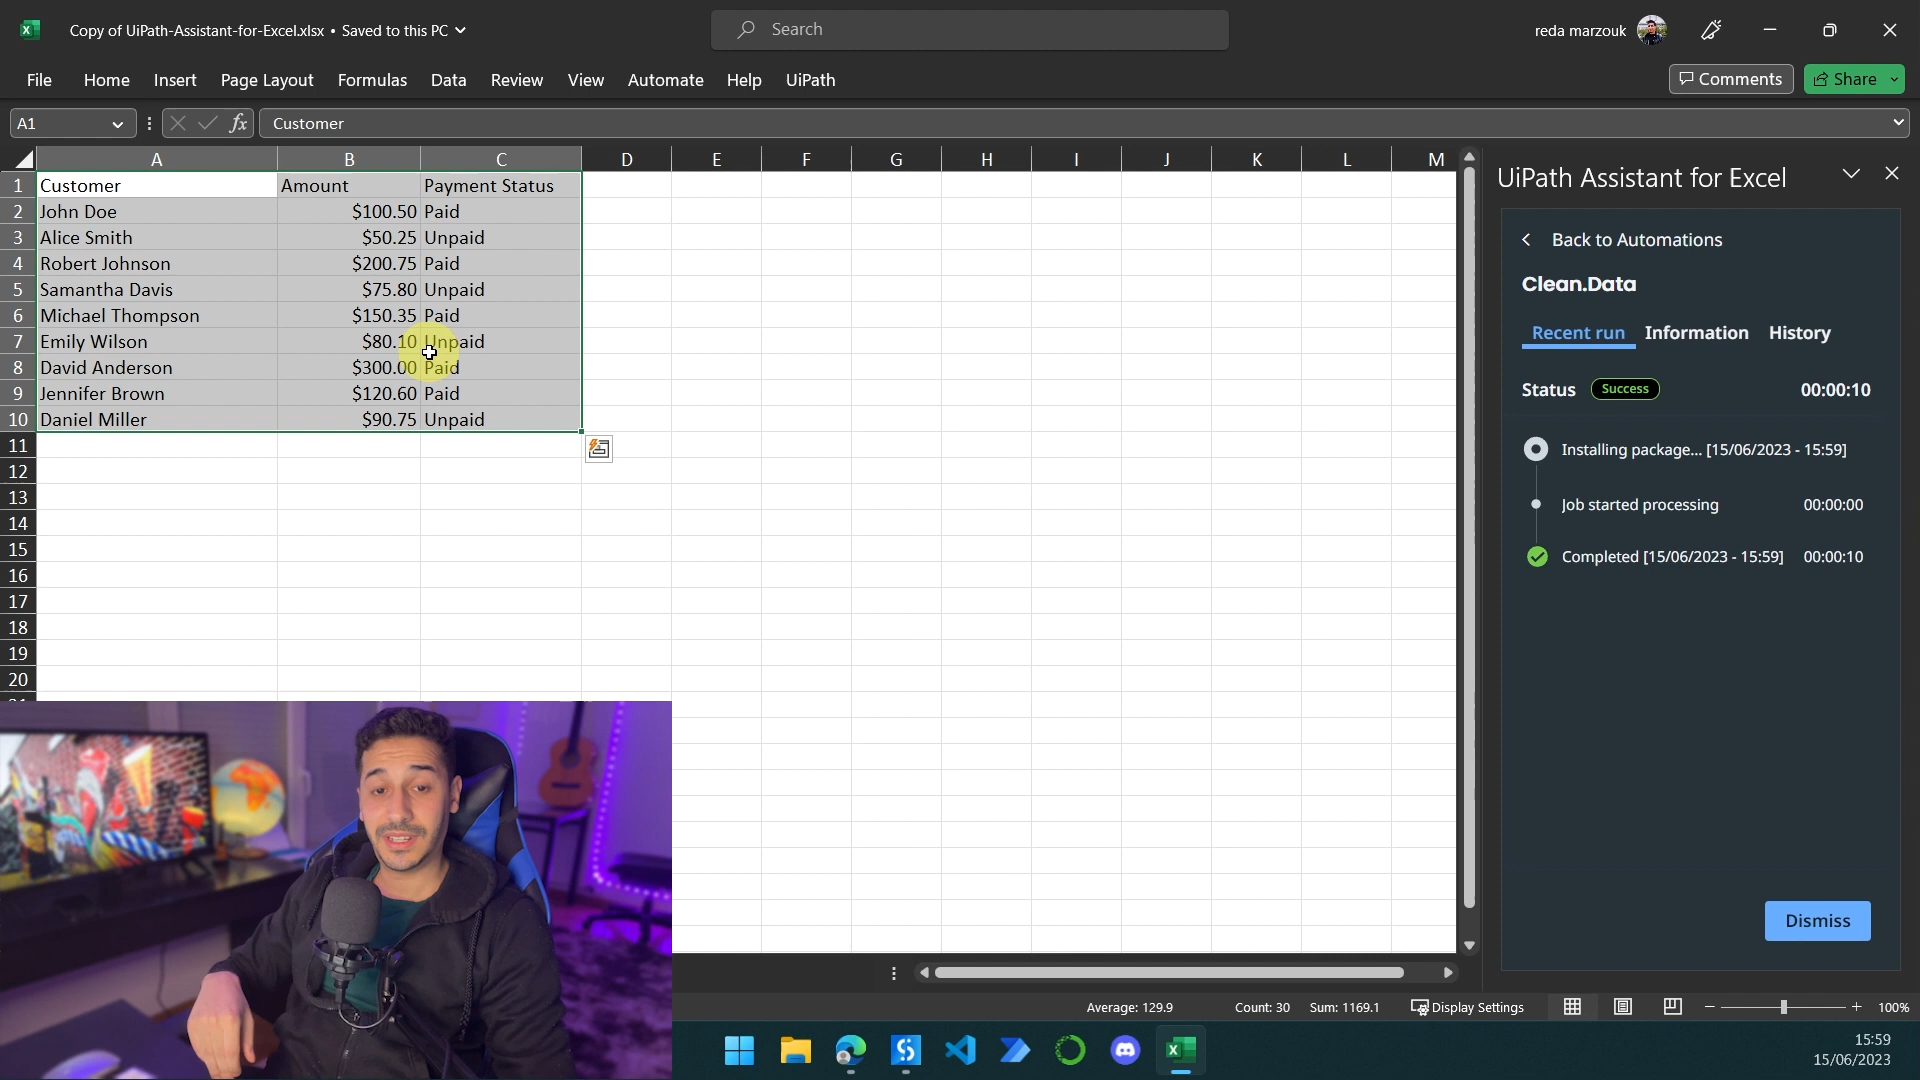 Copy of UiPath-Assistant-for-Excel.xlsx • Saved to this PC
Search
reda marzouk
File Home Insert Page Layout Formulas Data Review View Automate Help UiPath
Comments Share
A1 fx Customer
A B C D E F G H I J K L M
1 Customer Amount Payment Status
2 John Doe $100.50 Paid
3 Alice Smith $50.25 Unpaid
4 Robert Johnson $200.75 Paid
5 Samantha Davis $75.80 Unpaid
6 Michael Thompson $150.35 Paid
7 Emily Wilson $80.10 Unpaid
8 David Anderson $300.00 Paid
9 Jennifer Brown $120.60 Paid
10 Daniel Miller $90.75 Unpaid
11
12
13
14
15
16
17
18
19
20
UiPath Assistant for Excel
Back to Automations
Clean.Data
Recent run Information History
Status Success 00:00:10
Installing package... [15/06/2023 - 15:59]
Job started processing 00:00:00
Completed [15/06/2023 - 15:59] 00:00:10
Dismiss
Average: 129.9 Count: 30 Sum: 1169.1 Display Settings 100%
15:59
15/06/2023